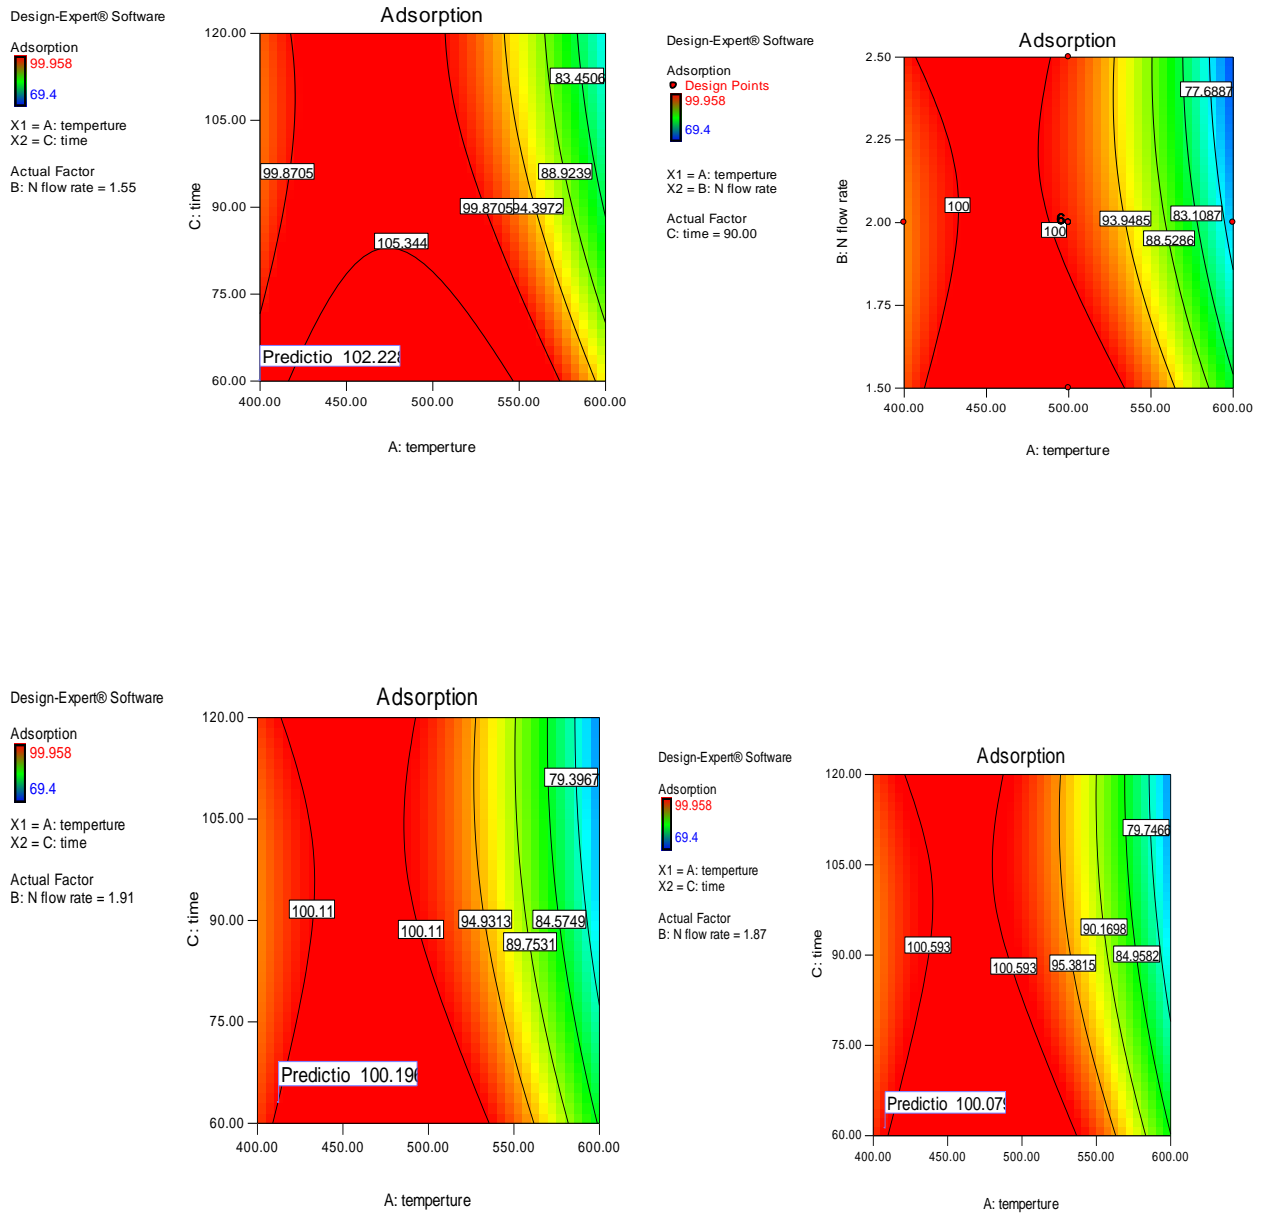 Design-Expert® Software
Adsorption
99.958
69.4
X1 = A: temperture
X2 = C: time
Actual Factor
B: N flow rate = 1.55
Adsorption
120.00
105.00
90.00
75.00
60.00
C: time
83.4506
99.8705
88.9239
99.8705
94.3972
105.344
Predictio 102.228
400.00 450.00 500.00 550.00 600.00
A: temperture
Design-Expert® Software
Adsorption
Design Points
99.958
69.4
X1 = A: temperture
X2 = B: N flow rate
Actual Factor
C: time = 90.00
Adsorption
2.50
2.25
2.00
1.75
1.50
B: N flow rate
77.6887
100
6
100
93.9485
83.1087
88.5286
400.00 450.00 500.00 550.00 600.00
A: temperture
Design-Expert® Software
Adsorption
99.958
69.4
X1 = A: temperture
X2 = C: time
Actual Factor
B: N flow rate = 1.91
Adsorption
120.00
105.00
90.00
75.00
60.00
C: time
79.3967
100.11
100.11
94.9313
84.5749
89.7531
Predictio 100.196
400.00 450.00 500.00 550.00 600.00
A: temperture
Design-Expert® Software
Adsorption
99.958
69.4
X1 = A: temperture
X2 = C: time
Actual Factor
B: N flow rate = 1.87
Adsorption
120.00
105.00
90.00
75.00
60.00
C: time
79.7466
90.1698
100.593
100.593
95.3815
84.9582
Predictio 100.079
400.00 450.00 500.00 550.00 600.00
A: temperture